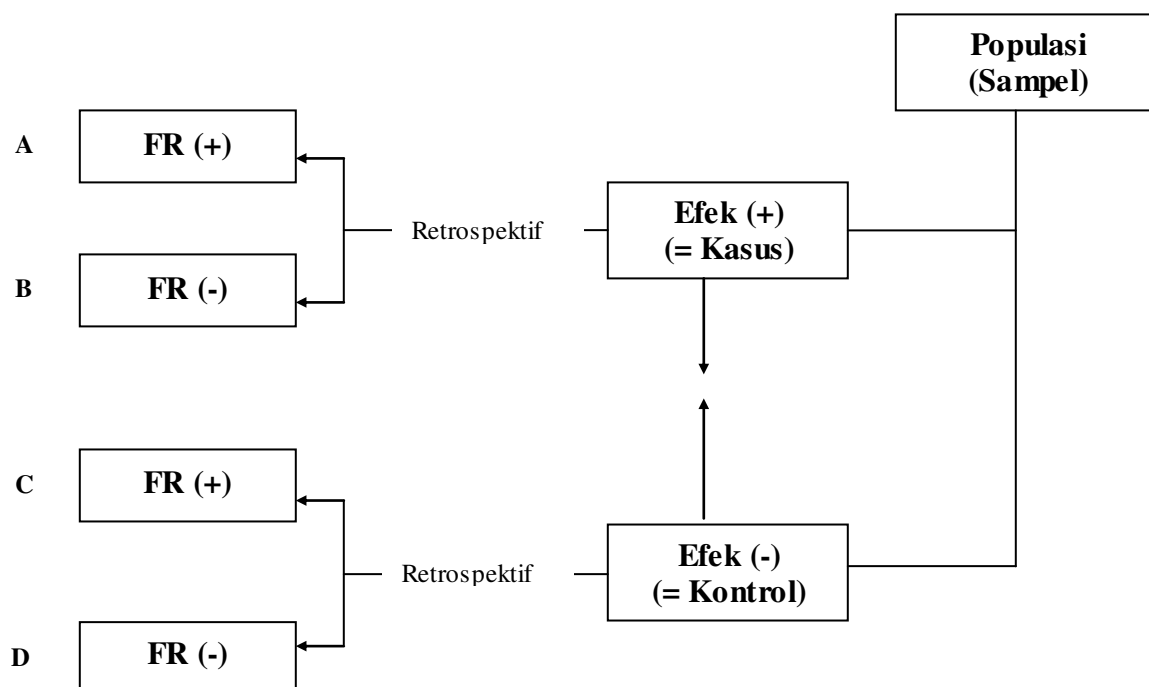 Populasi
(Sampel)
A
FR (+)
Retrospektif
Efek (+)
(= Kasus)
B
FR (-)
C
FR (+)
Retrospektif
Efek (-)
(= Kontrol)
D
FR (-)